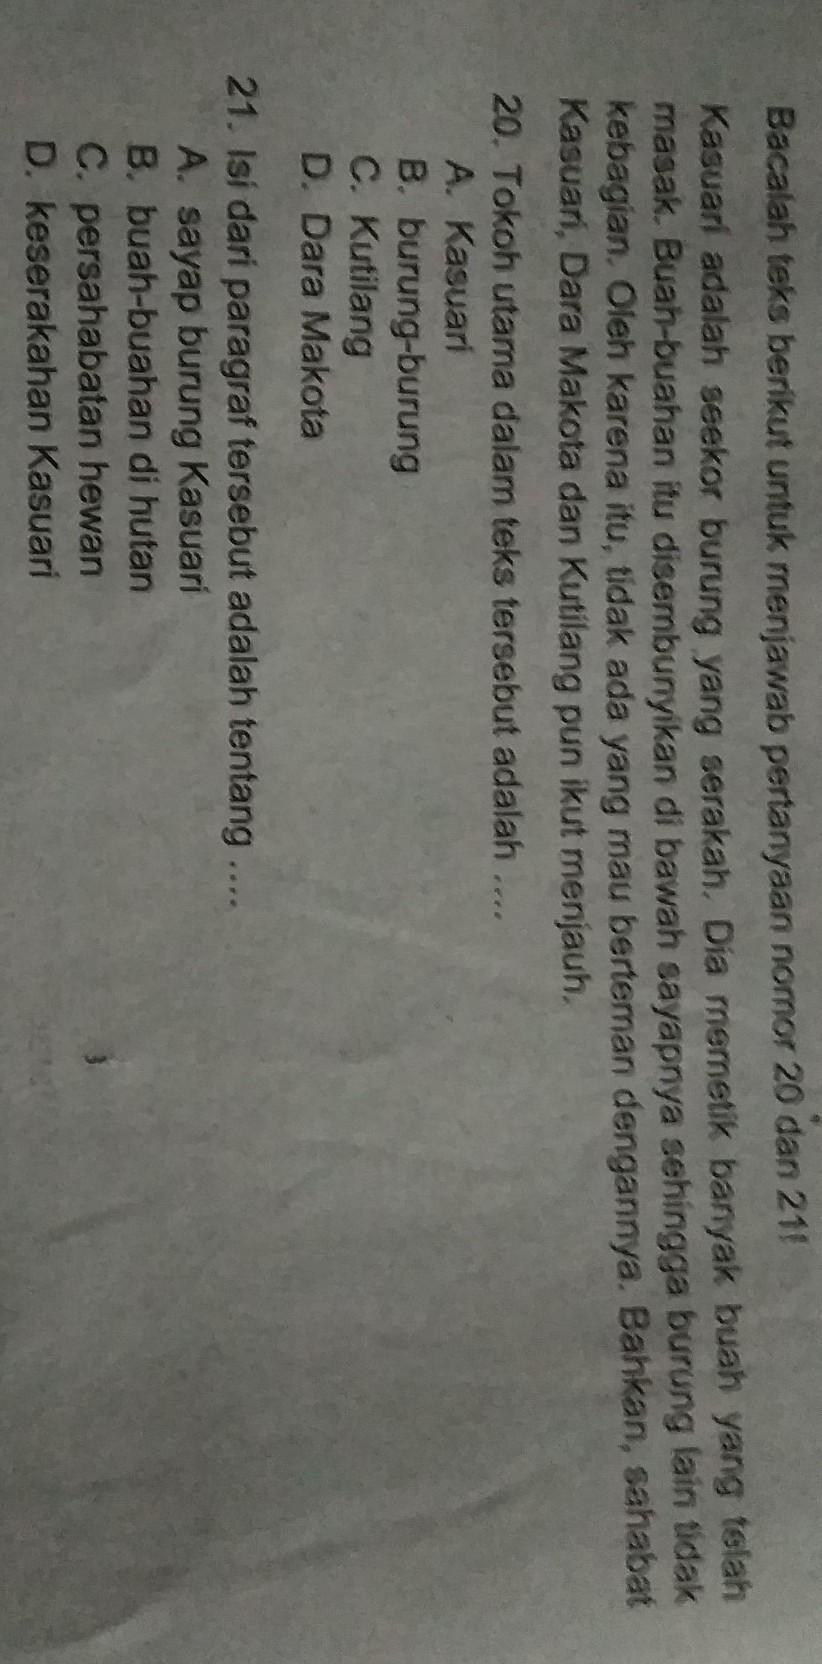 Bacalah teks berikut untuk menjawab pertanyaan nomor 20 dan 21!
Kasuari adalah seekor burung yang serakah. Dia memetik banyak buah yang telah
masak. Buah-buahan itu disembunyikan di bawah sayapnya sehingga burung lain tidak
kebagian. Oleh karena itu, tidak ada yang mau berteman dengannya. Bahkan, sahabat
Kasuari, Dara Makota dan Kutilang pun ikut menjauh.
20. Tokoh utama dalam teks tersebut adalah ....
A. Kasuari
B. burung-burung
C. Kutilang
D. Dara Makota
21. Isi dari paragraf tersebut adalah tentang ....
A. sayap burung Kasuari
B. buah-buahan di hutan
C. persahabatan hewan
D. keserakahan Kasuari